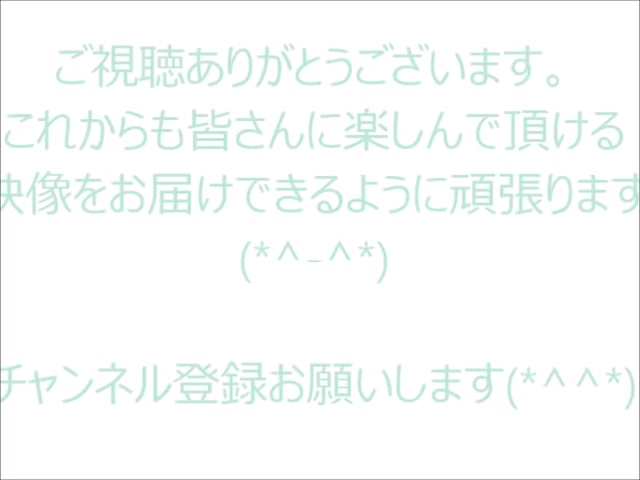 ご視聴ありがとうございます。
これからも皆さんに楽しんで頂ける
映像をお届けできるように頑張ります
(*^-^*)
チャンネル登録お願いします(*^^*)